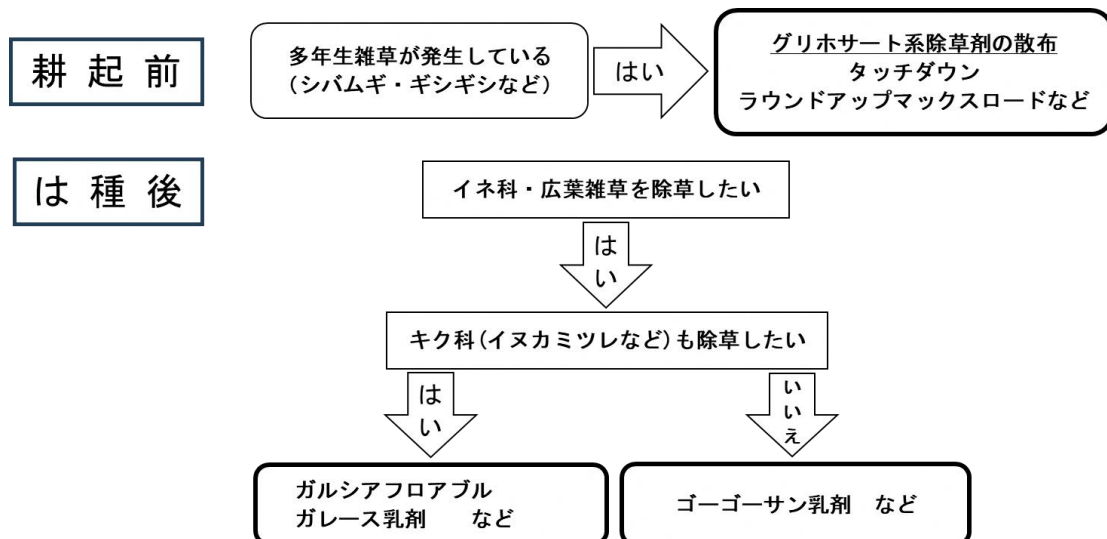 耕起前
多年生雑草が発生している
(シバムギ・ギシギシなど)
はい
グリホサート系除草剤の散布
タッチダウン
ラウンドアップマックスロードなど
は種後
イネ科・広葉雑草を除草したい
はい
キク科(イヌカミツレなど)も除草したい
はい
いいえ
ガルシアフロアブル
ガレース乳剤　　など
ゴーゴーサン乳剤　など